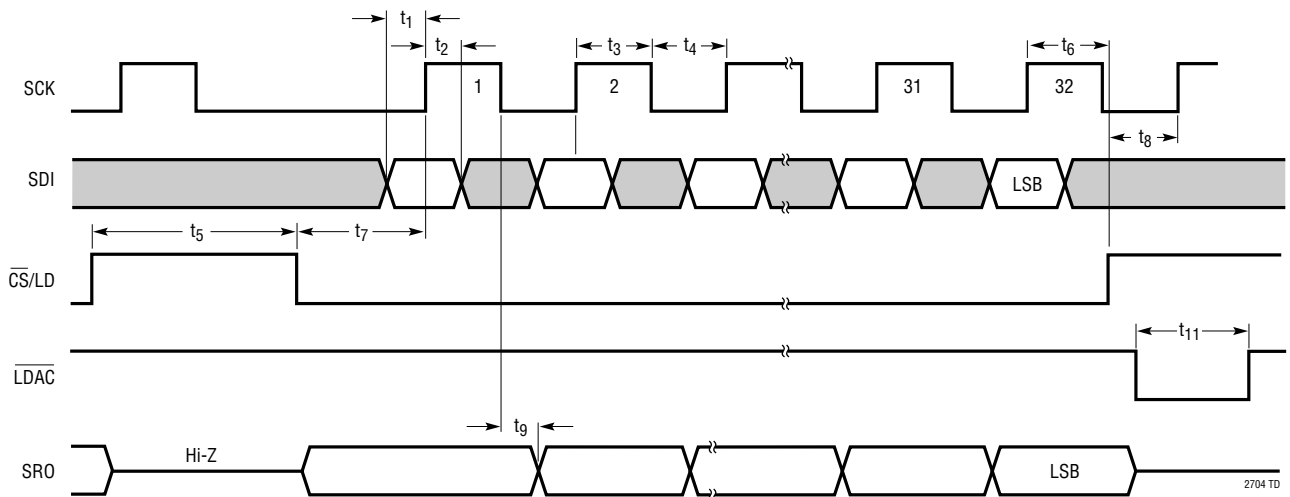 t1
t2 t3 t4 t6
SCK 1 2 31 32
t8
SDI LSB
t5 t7
CS/LD
t11
LDAC
t9
Hi-Z
SRO LSB
2704 TD